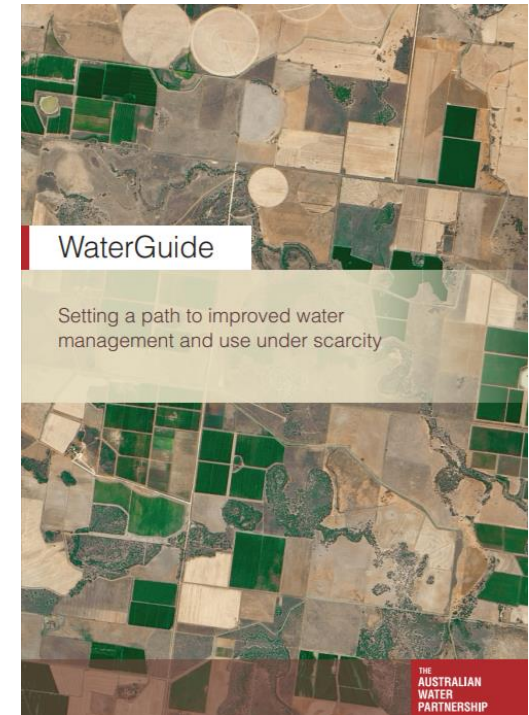 WaterGuide
Setting a path to improved water
management and use under scarcity
THE
AUSTRALIAN
WATER
PARTNERSHIP